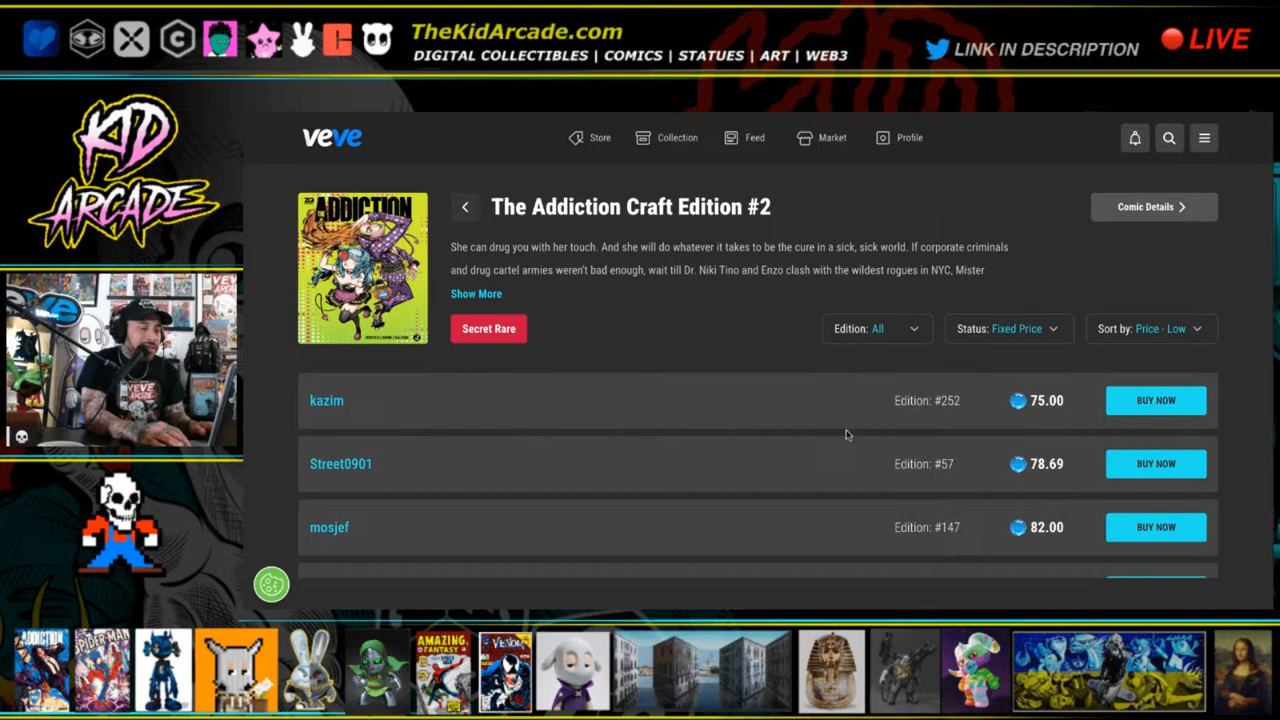 TheKidArcade.com
DIGITAL COLLECTIBLES | COMICS | STATUES | ART | WEB3
LINK IN DESCRIPTION
LIVE
KID
ARCADE
veve
Store
Collection
Feed
Market
Profile
ADDICTION
The Addiction Craft Edition #2
Comic Details
She can drug you with her touch. And she will do whatever it takes to be the cure in a sick, sick world. If corporate criminals
and drug cartel armies weren't bad enough, wait till Dr. Niki Tino and Enzo clash with the wildest rogues in NYC, Mister
Show More
Secret Rare
Edition: All
Status: Fixed Price
Sort by: Price - Low
kazim
Edition: #252
75.00
BUY NOW
Street0901
Edition: #57
78.69
BUY NOW
mosjef
Edition: #147
82.00
BUY NOW
ADDICTION
SPIDER-MAN
AMAZING
VENOM